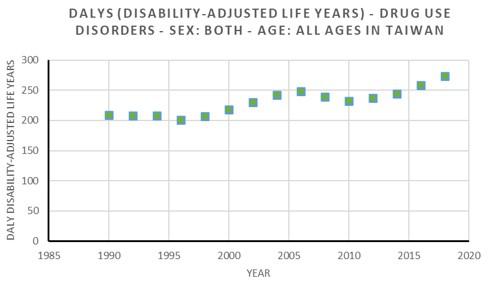 DALYS (DISABILITY-ADJUSTED LIFE YEARS) - DRUG USE
DISORDERS - SEX: BOTH - AGE: ALL AGES IN TAIWAN
DALY DISABILITY-ADJUSTED LIFE YEARS
300
250
200
150
100
50
0
1985 1990 1995 2000 2005 2010 2015 2020
YEAR